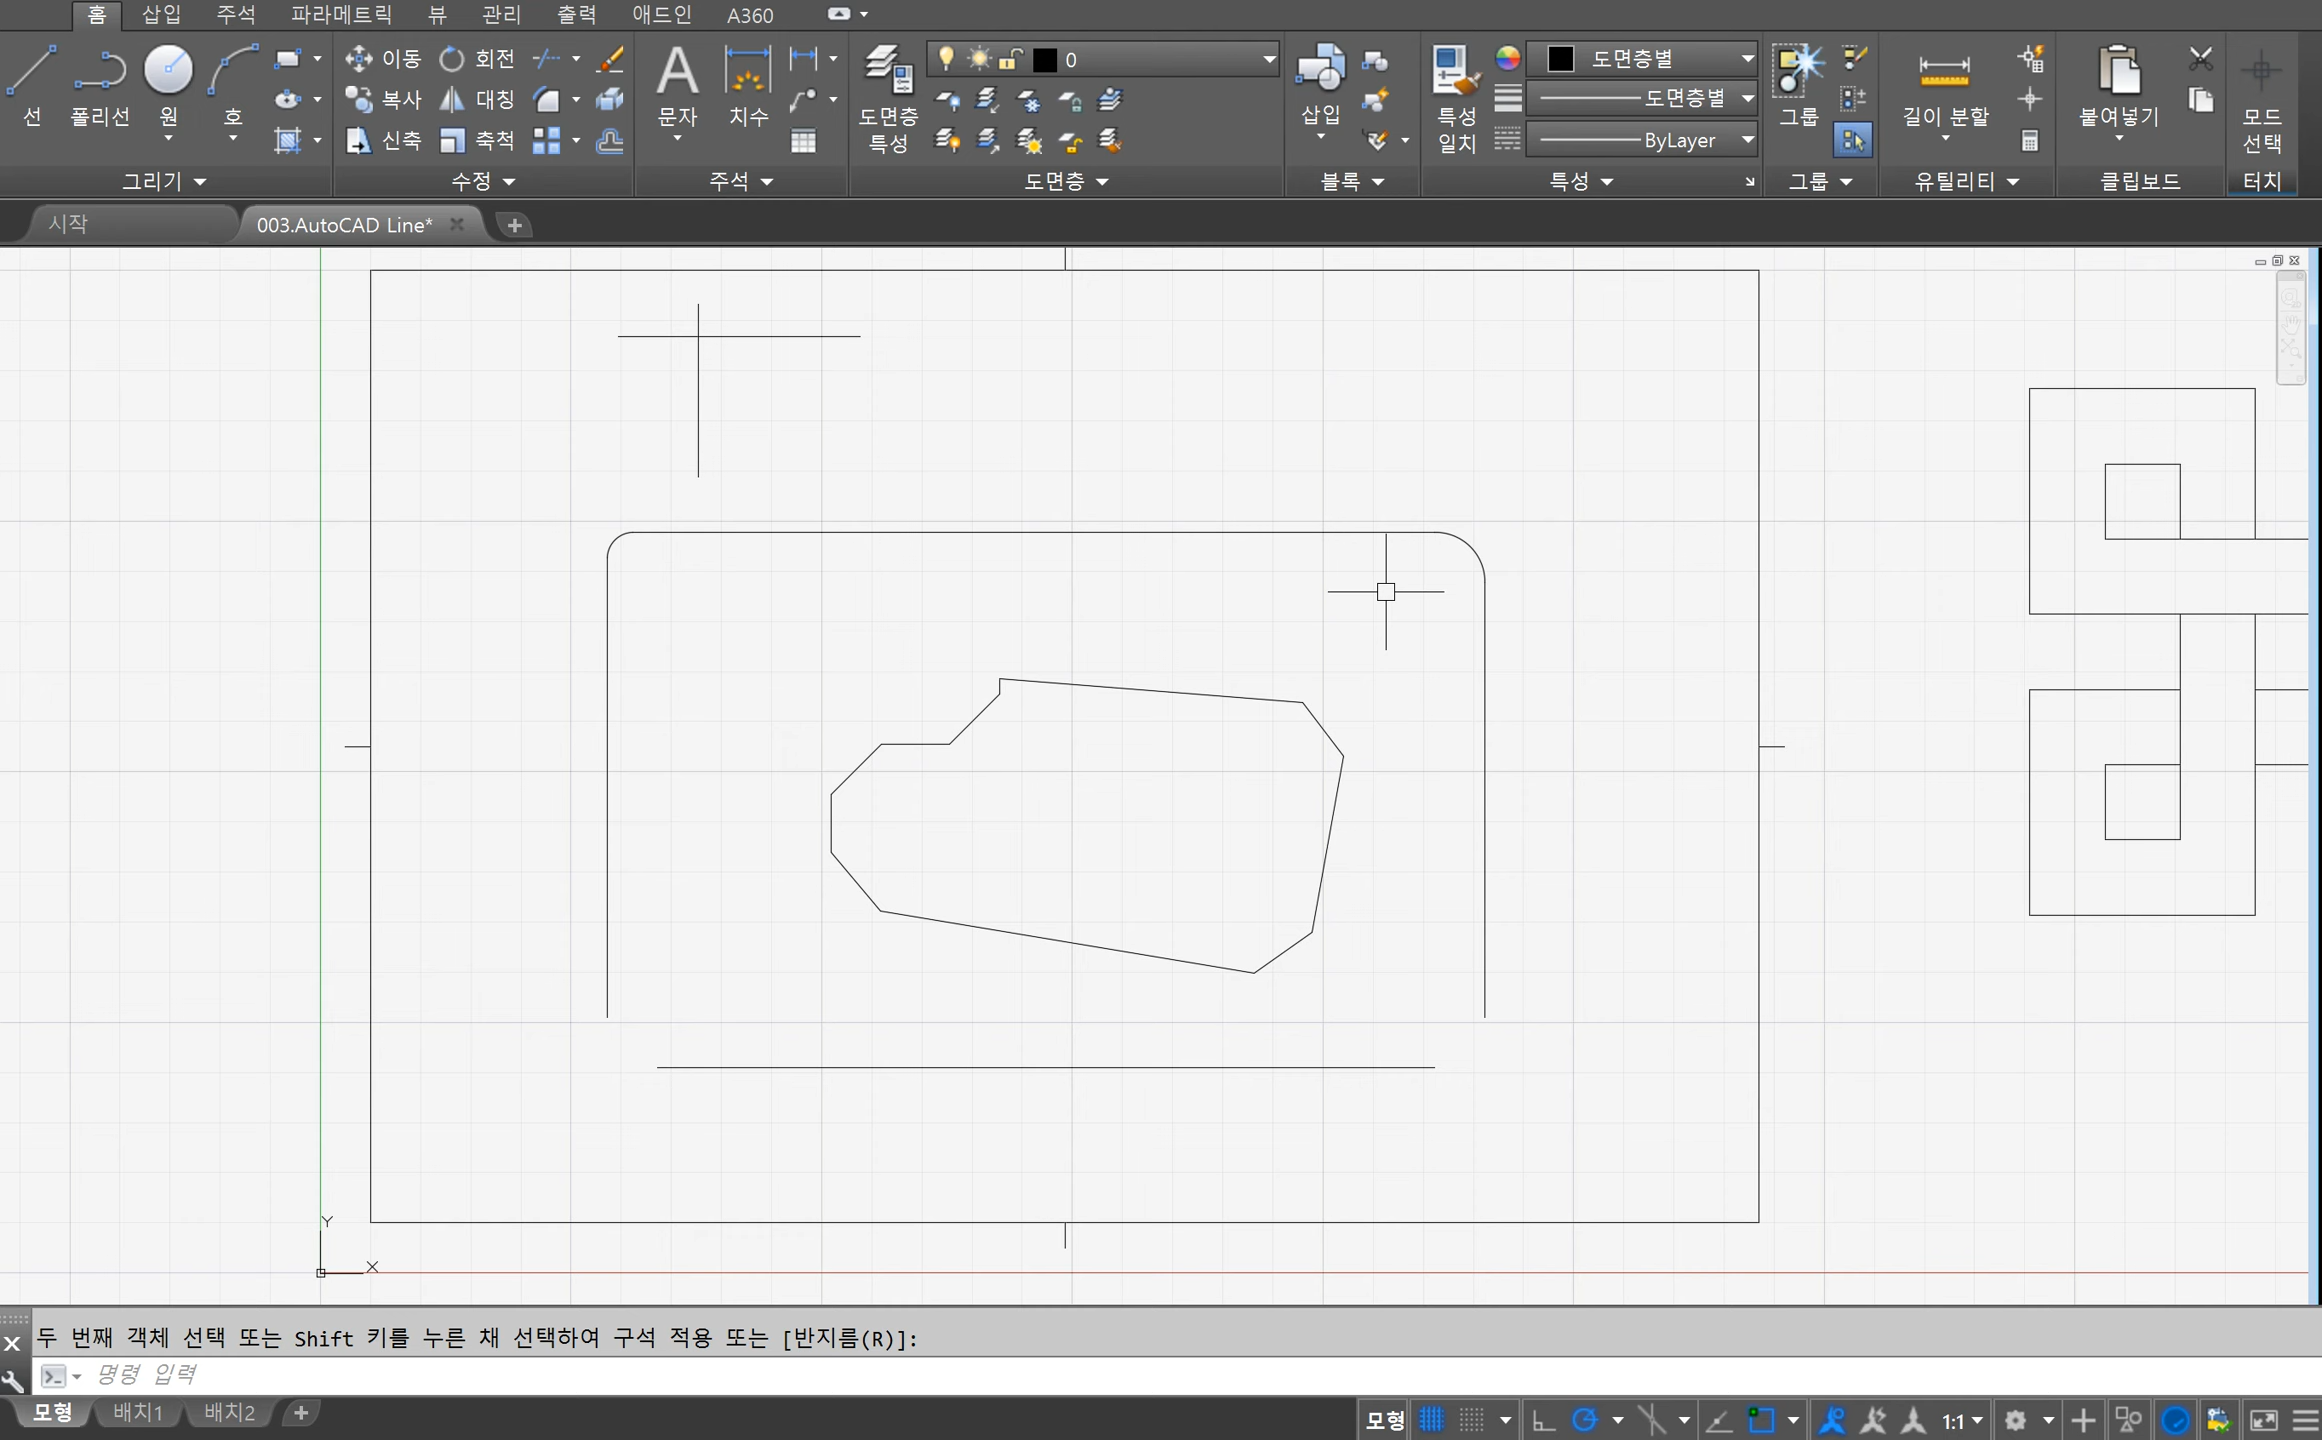 홈 삽입 주석 파라메트릭 뷰 관리 출력 애드인 A360
이동 회전
복사 대칭
신축 축척
선 폴리선 원 호
문자 치수
도면층
특성
0
삽입
특성
일치
도면층별
도면층별
ByLayer
그룹
길이 분할
붙여넣기
모드
선택
그리기 수정 주석 도면층 블록 특성 그룹 유틸리티 클립보드 터치
시작 003.AutoCAD Line*
Y
X
두 번째 객체 선택 또는 Shift 키를 누른 채 선택하여 구석 적용 또는 [반지름(R)]:
명령 입력
모형 배치1 배치2
모형 1:1